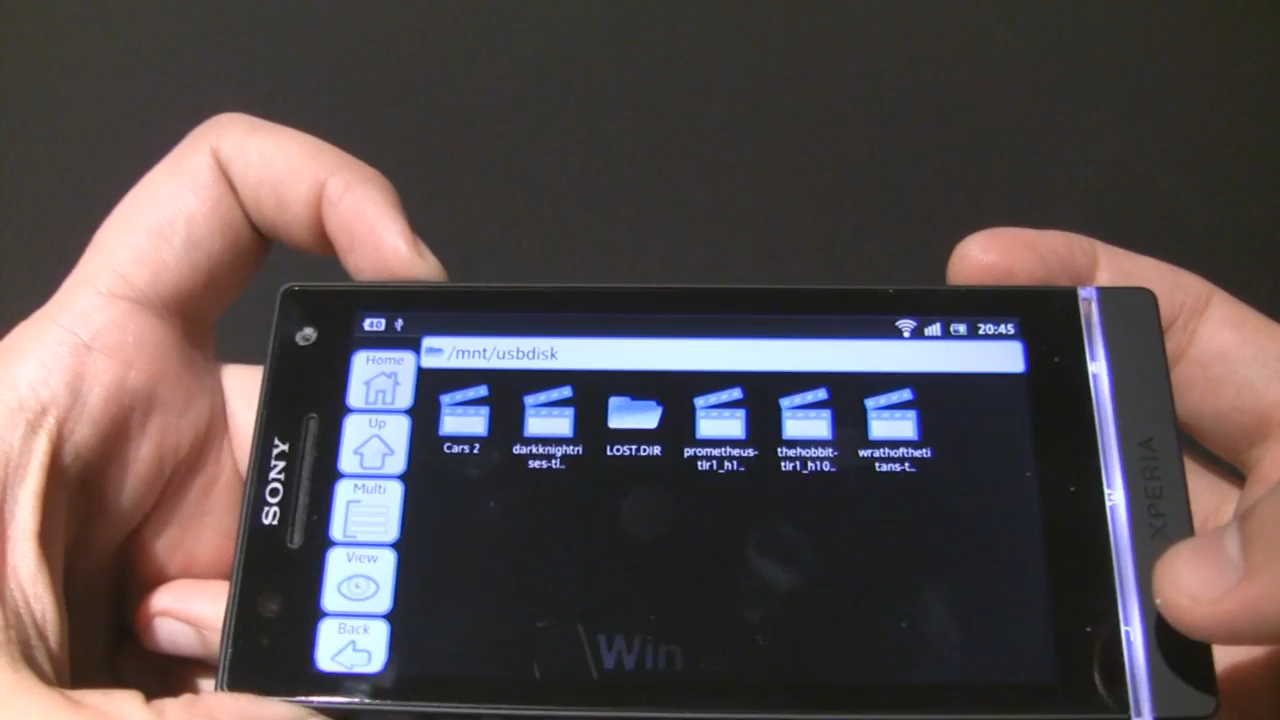 40
20:45
/mnt/usbdisk
Home
Up
Multi
View
Back
Cars 2
darkknightri
ses-tl..
LOST.DIR
prometheus-
tlr1_h1..
thehobbit-
tlr1_h10..
wrathoftheti
tans-t..
SONY
XPERIA
\Win